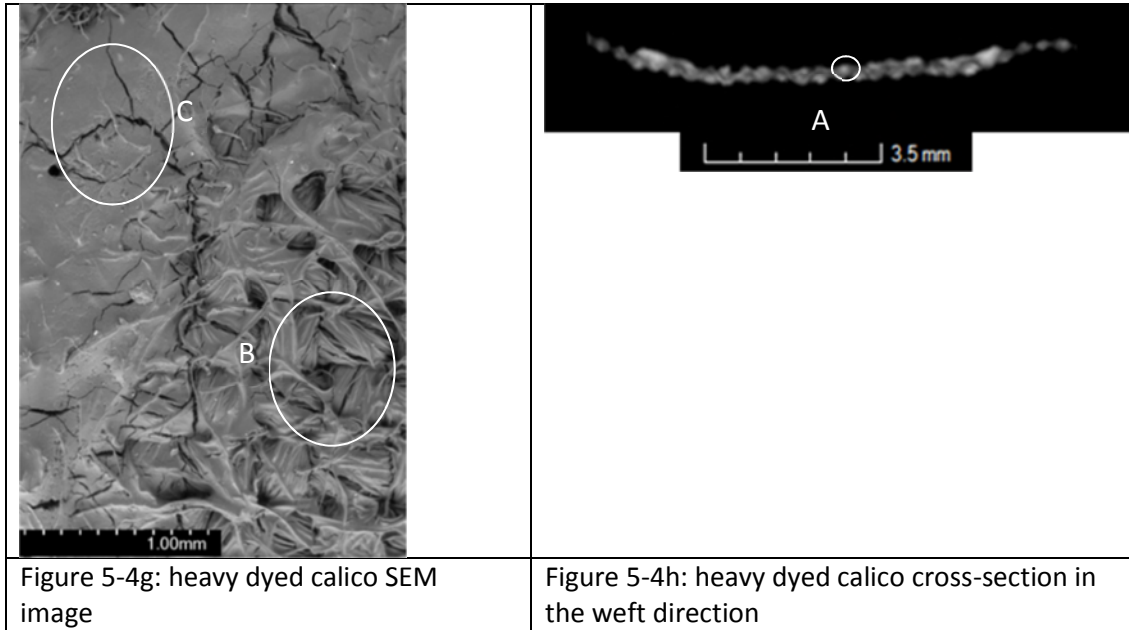 C
B
1.00mm
A
3.5 mm
Figure 5-4g: heavy dyed calico SEM
image
Figure 5-4h: heavy dyed calico cross-section in
the weft direction